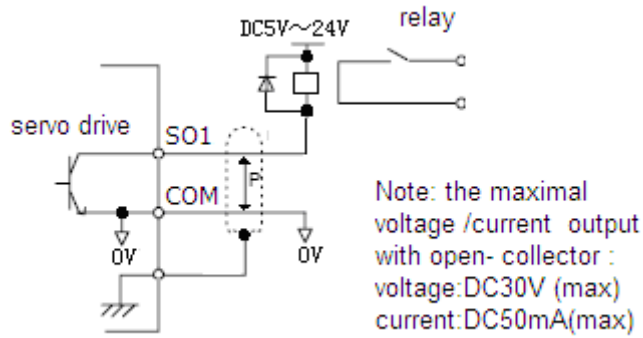 relay
DC5V～24V
servo drive
SO1
P
COM
0V
0V
Note: the maximal
voltage /current output
with open- collector :
voltage:DC30V (max)
current:DC50mA(max)